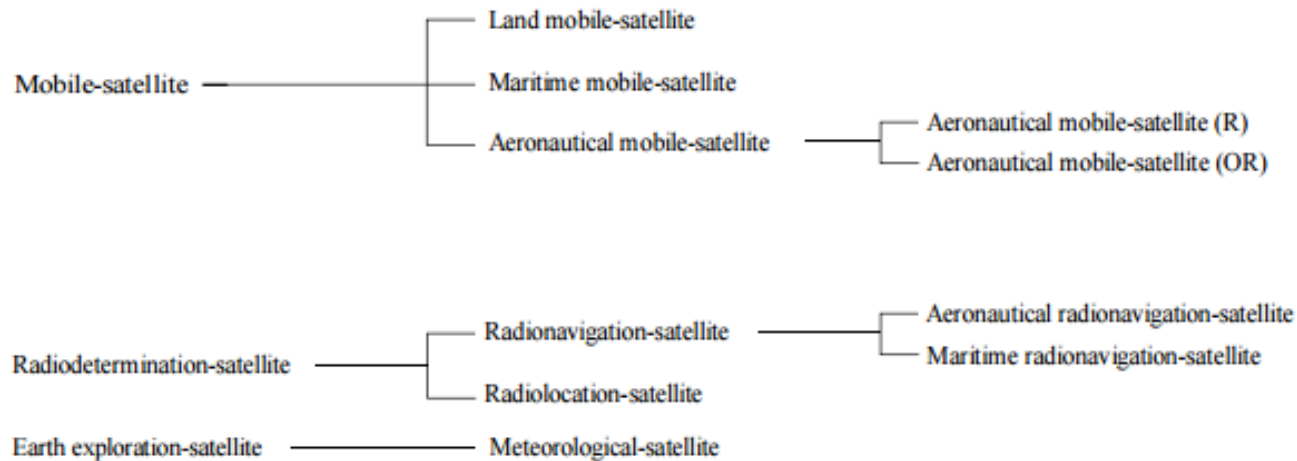 Land mobile-satellite
Mobile-satellite
Maritime mobile-satellite
Aeronautical mobile-satellite
Aeronautical mobile-satellite (R)
Aeronautical mobile-satellite (OR)
Radiodetermination-satellite
Radionavigation-satellite
Aeronautical radionavigation-satellite
Maritime radionavigation-satellite
Radiolocation-satellite
Earth exploration-satellite
Meteorological-satellite